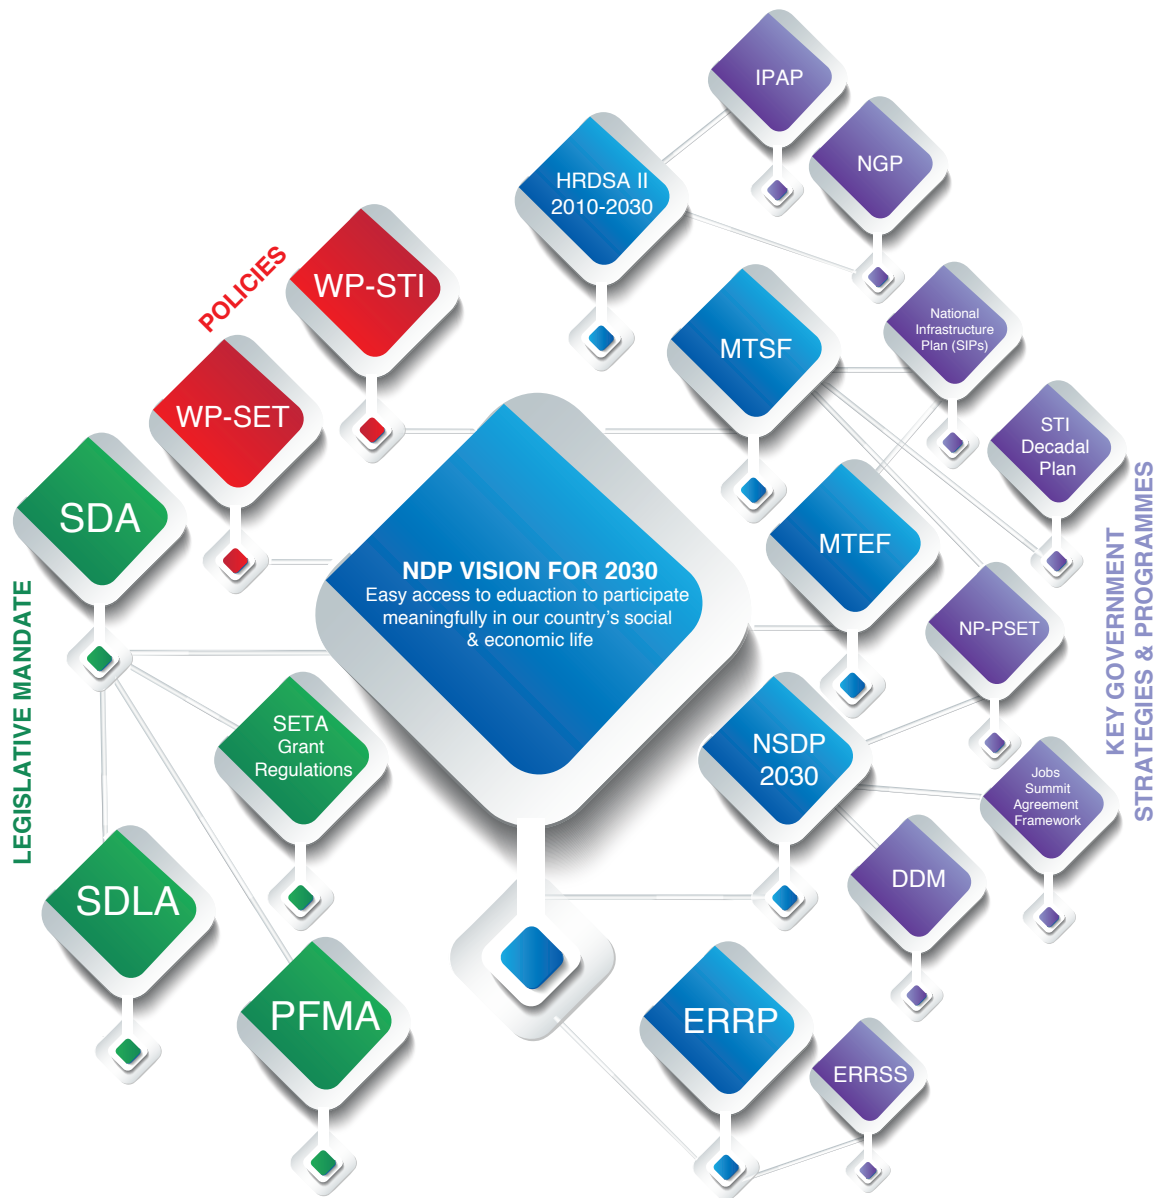 IPAP
NGP
HRDSA II
2010-2030
POLICIES
WP-STI
National
Infrastructure
Plan (SIPs)
MTSF
WP-SET
STI
Decadal
Plan
SDA
MTEF
NDP VISION FOR 2030
Easy access to eduaction to participate
meaningfully in our country's social
& economic life
NP-PSET
KEY GOVERNMENT
STRATEGIES & PROGRAMMES
LEGISLATIVE MANDATE
SETA
Grant
Regulations
NSDP
2030
Jobs
Summit
Agreement
Framework
DDM
SDLA
PFMA
ERRP
ERRSS